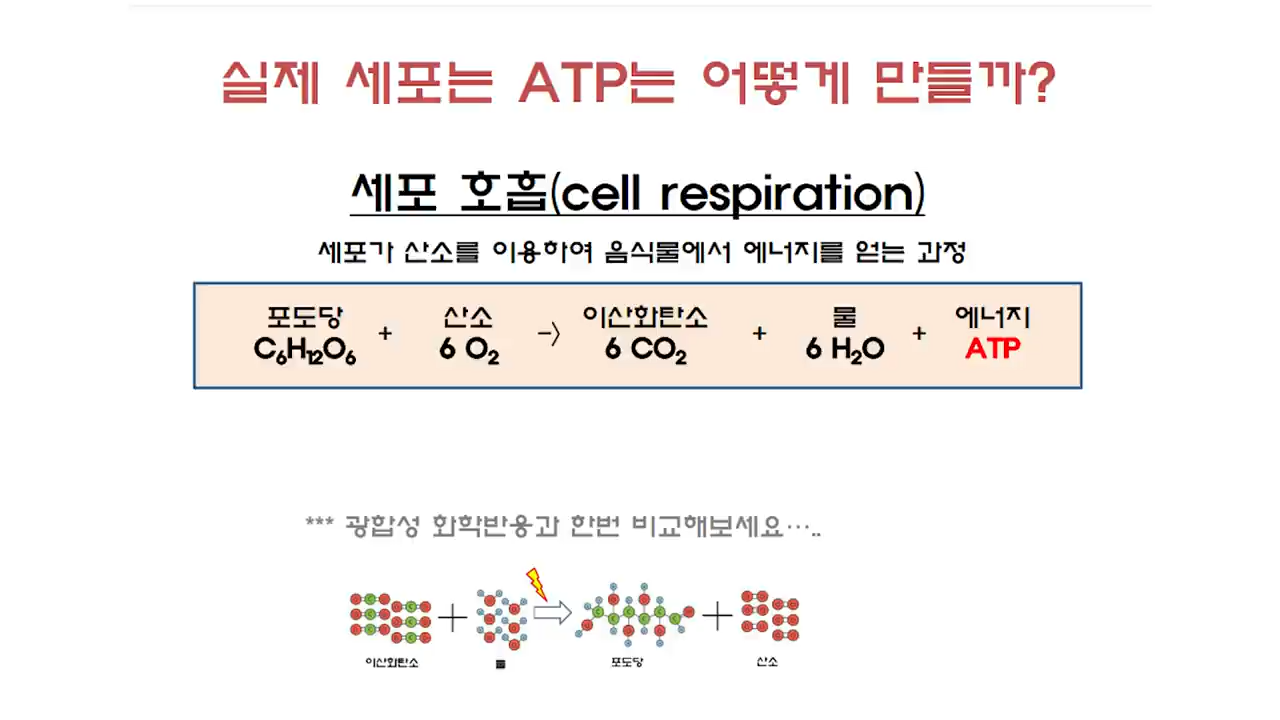 실제 세포는 ATP는 어떻게 만들까?
세포 호흡(cell respiration)
세포가 산소를 이용하여 음식물에서 에너지를 얻는 과정
포도당 + 산소 -> 이산화탄소 + 물 + 에너지
C₆H₁₂O₆ 6 O₂ 6 CO₂ 6 H₂O ATP
*** 광합성 화학반응과 한번 비교해보세요…..
이산화탄소 + 물 포도당 + 산소